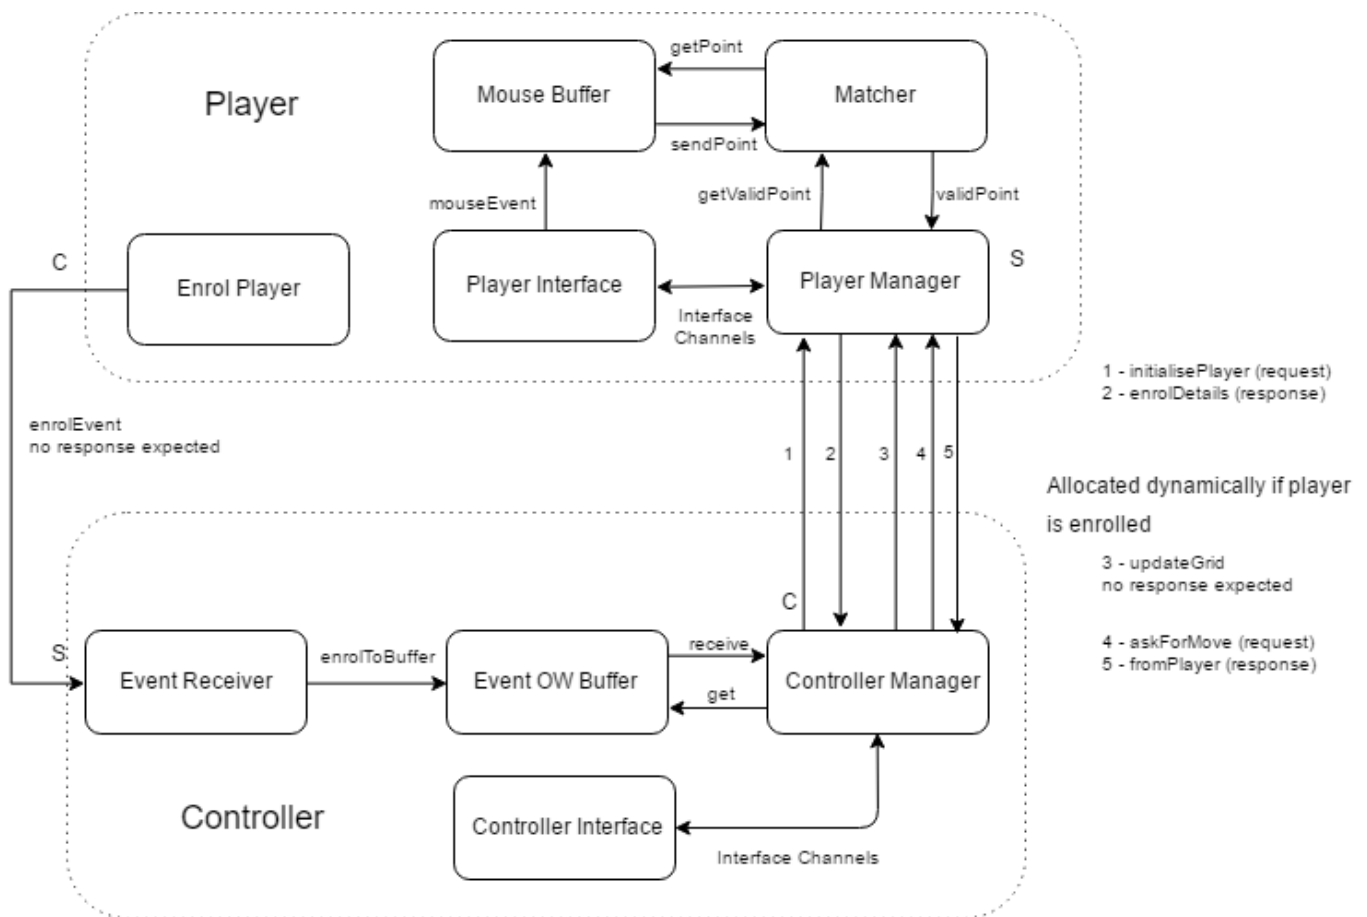 getPoint
Player
Mouse Buffer
Matcher
sendPoint
mouseEvent
getValidPoint
validPoint
C
Enrol Player
Player Interface
Player Manager
S
Interface
Channels
1 - initialisePlayer (request)
2 - enrolDetails (response)
enrolEvent
no response expected
1
2
3
4
5
Allocated dynamically if player
is enrolled
3 - updateGrid
no response expected
C
4 - askForMove (request)
5 - fromPlayer (response)
S
Event Receiver
enrolToBuffer
Event OW Buffer
receive
get
Controller Manager
Controller
Controller Interface
Interface Channels